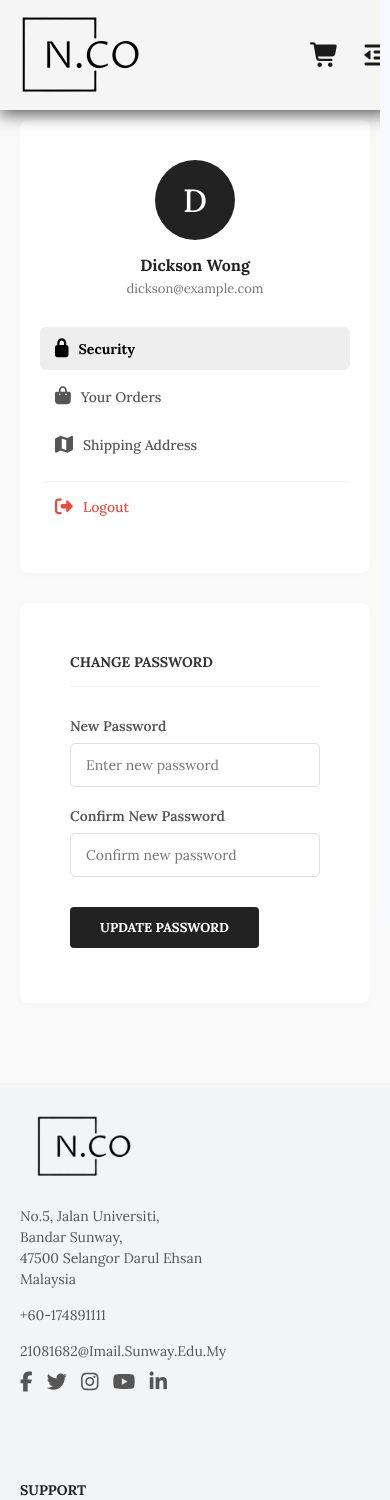 N.CO
D
Dickson Wong
dickson@example.com
Security
Your Orders
Shipping Address
Logout
CHANGE PASSWORD
New Password
Enter new password
Confirm New Password
Confirm new password
UPDATE PASSWORD
N.CO
No.5, Jalan Universiti,
Bandar Sunway,
47500 Selangor Darul Ehsan
Malaysia
+60-174891111
21081682@Imail.Sunway.Edu.My
SUPPORT